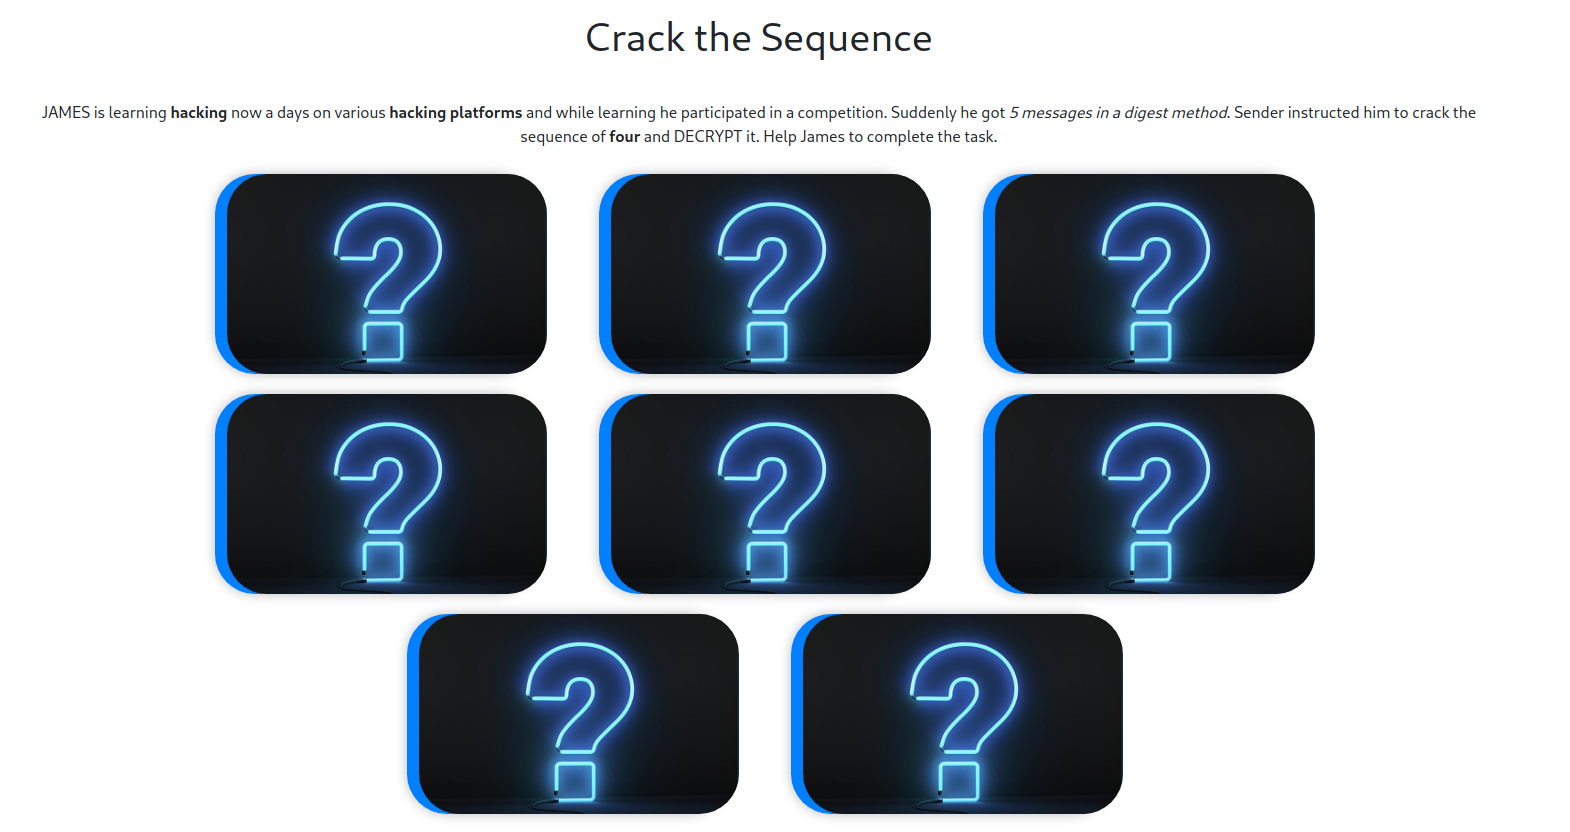 Crack the Sequence
JAMES is learning hacking now a days on various hacking platforms and while learning he participated in a competition. Suddenly he got 5 messages in a digest method. Sender instructed him to crack the
sequence of four and DECRYPT it. Help James to complete the task.